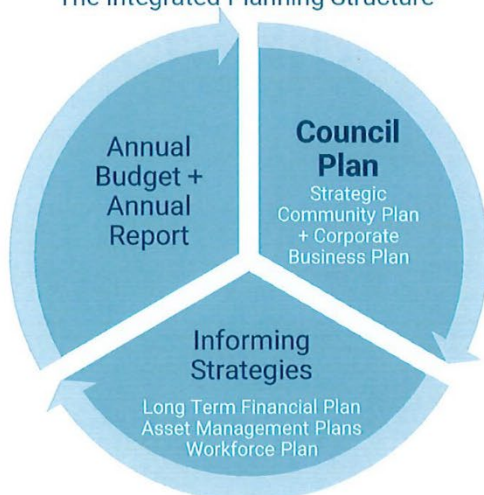 The Integrated Planning Structure
Annual
Budget +
Annual
Report
Council
Plan
Strategic
Community Plan
+ Corporate
Business Plan
Informing
Strategies
Long Term Financial Plan
Asset Management Plans
Workforce Plan